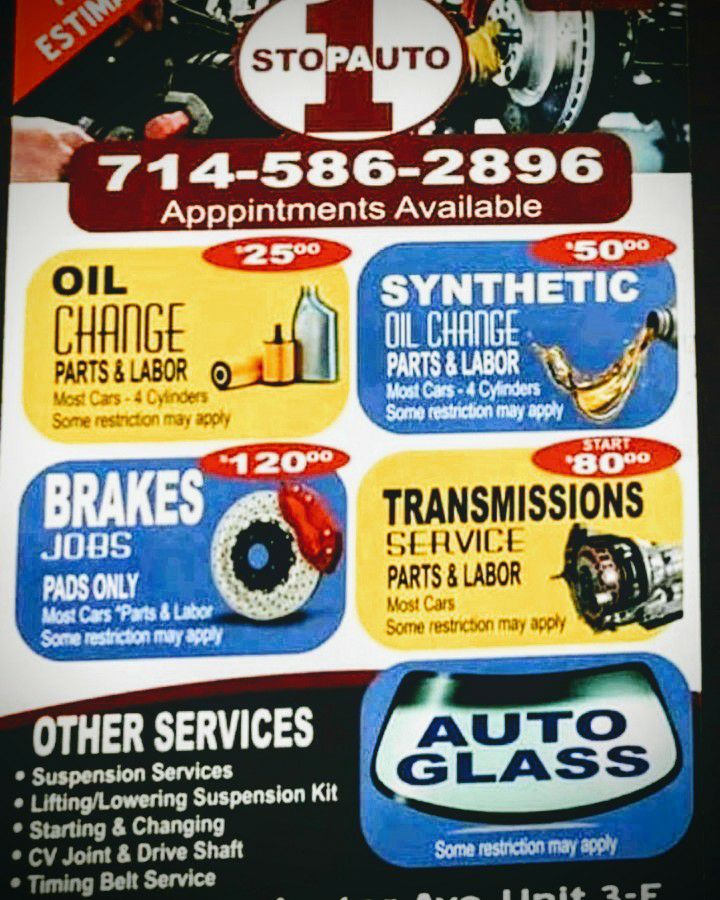 ESTIMA
1
STOPAUTO
714-586-2896
Apppintments Available
$25.00
OIL
CHANGE
PARTS & LABOR
Most Cars - 4 Cylinders
Some restriction may apply
$50.00
SYNTHETIC
OIL CHANGE
PARTS & LABOR
Most Cars - 4 Cylinders
Some restriction may apply
$120.00
BRAKES
JOBS
PADS ONLY
Most Cars *Parts & Labor
Some restriction may apply
START
$80.00
TRANSMISSIONS
SERVICE
PARTS & LABOR
Most Cars
Some restriction may apply
OTHER SERVICES
• Suspension Services
• Lifting/Lowering Suspension Kit
• Starting & Changing
• CV Joint & Drive Shaft
• Timing Belt Service
AUTO
GLASS
Some restriction may apply
Ave. Unit 3-F